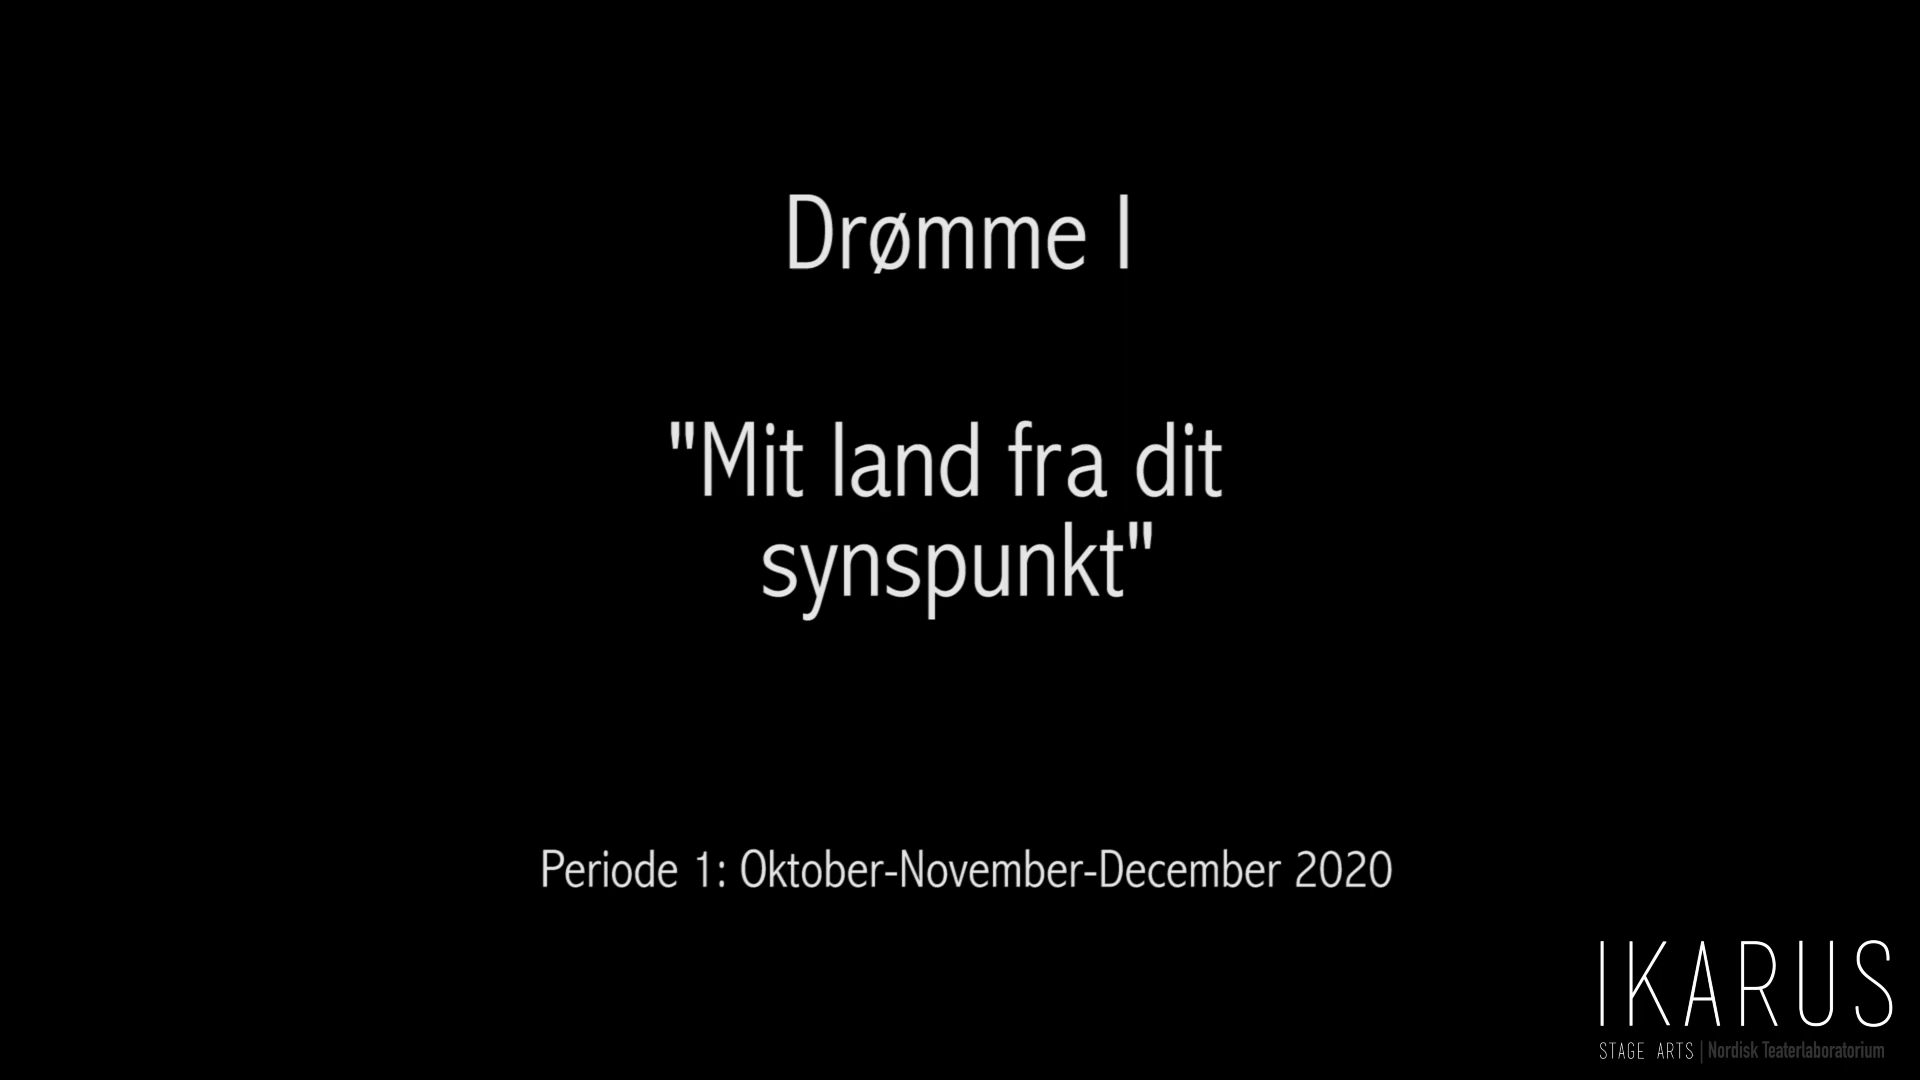 Drømme I
"Mit land fra dit
synspunkt"
Periode 1: Oktober-November-December 2020
IKARUS
STAGE ARTS | Nordisk Teaterlaboratorium